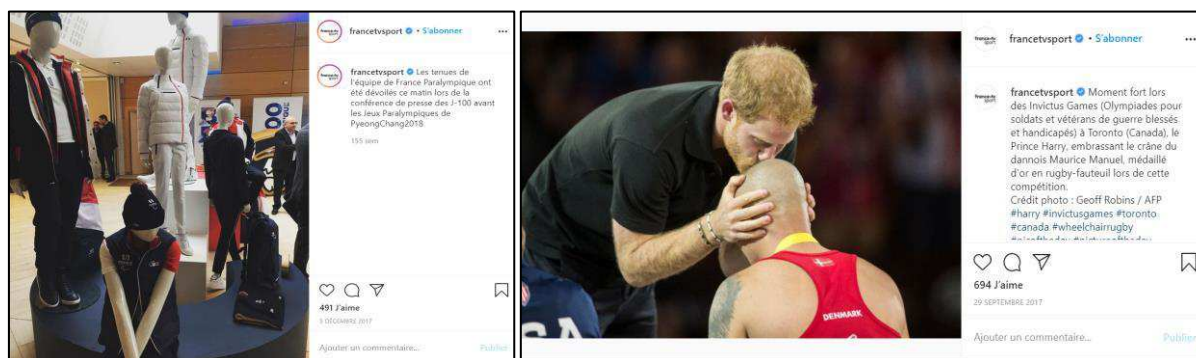 francetvsport • S'abonner
francetvsport Les tenues de
l'équipe de France Paralympique ont
été dévoilés ce matin lors de la
conférence de presse des J-100 avant
les Jeux Paralympiques de
PyeongChang2018
155 sem
491 J'aime
Ajouter un commentaire... Publier
DENMARK
francetvsport • S'abonner
francetvsport Moment fort lors
des Invictus Games (Olympiades pour
soldats et vétérans de guerre blessés
et handicapés) à Toronto (Canada), le
Prince Harry, embrassant le crâne du
dannois Maurice Manuel, médaillé
d'or en rugby-fauteuil lors de cette
compétition.
Crédit photo : Geoff Robins / AFP
#harry #invictusgames #toronto
#canada #wheelchairrugby
694 J'aime
29 SEPTEMBRE 2017
Ajouter un commentaire... Publier